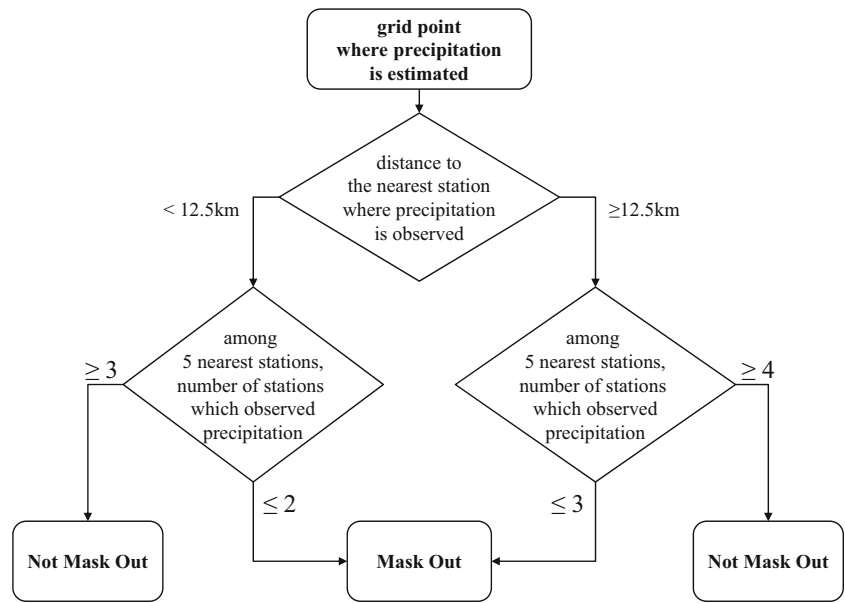 grid point
where precipitation
is estimated
distance to
the nearest station
where precipitation
is observed
< 12.5km
≥12.5km
among
5 nearest stations,
number of stations
which observed
precipitation
≥ 3
≤ 2
among
5 nearest stations,
number of stations
which observed
precipitation
≥ 4
≤ 3
Not Mask Out
Mask Out
Not Mask Out